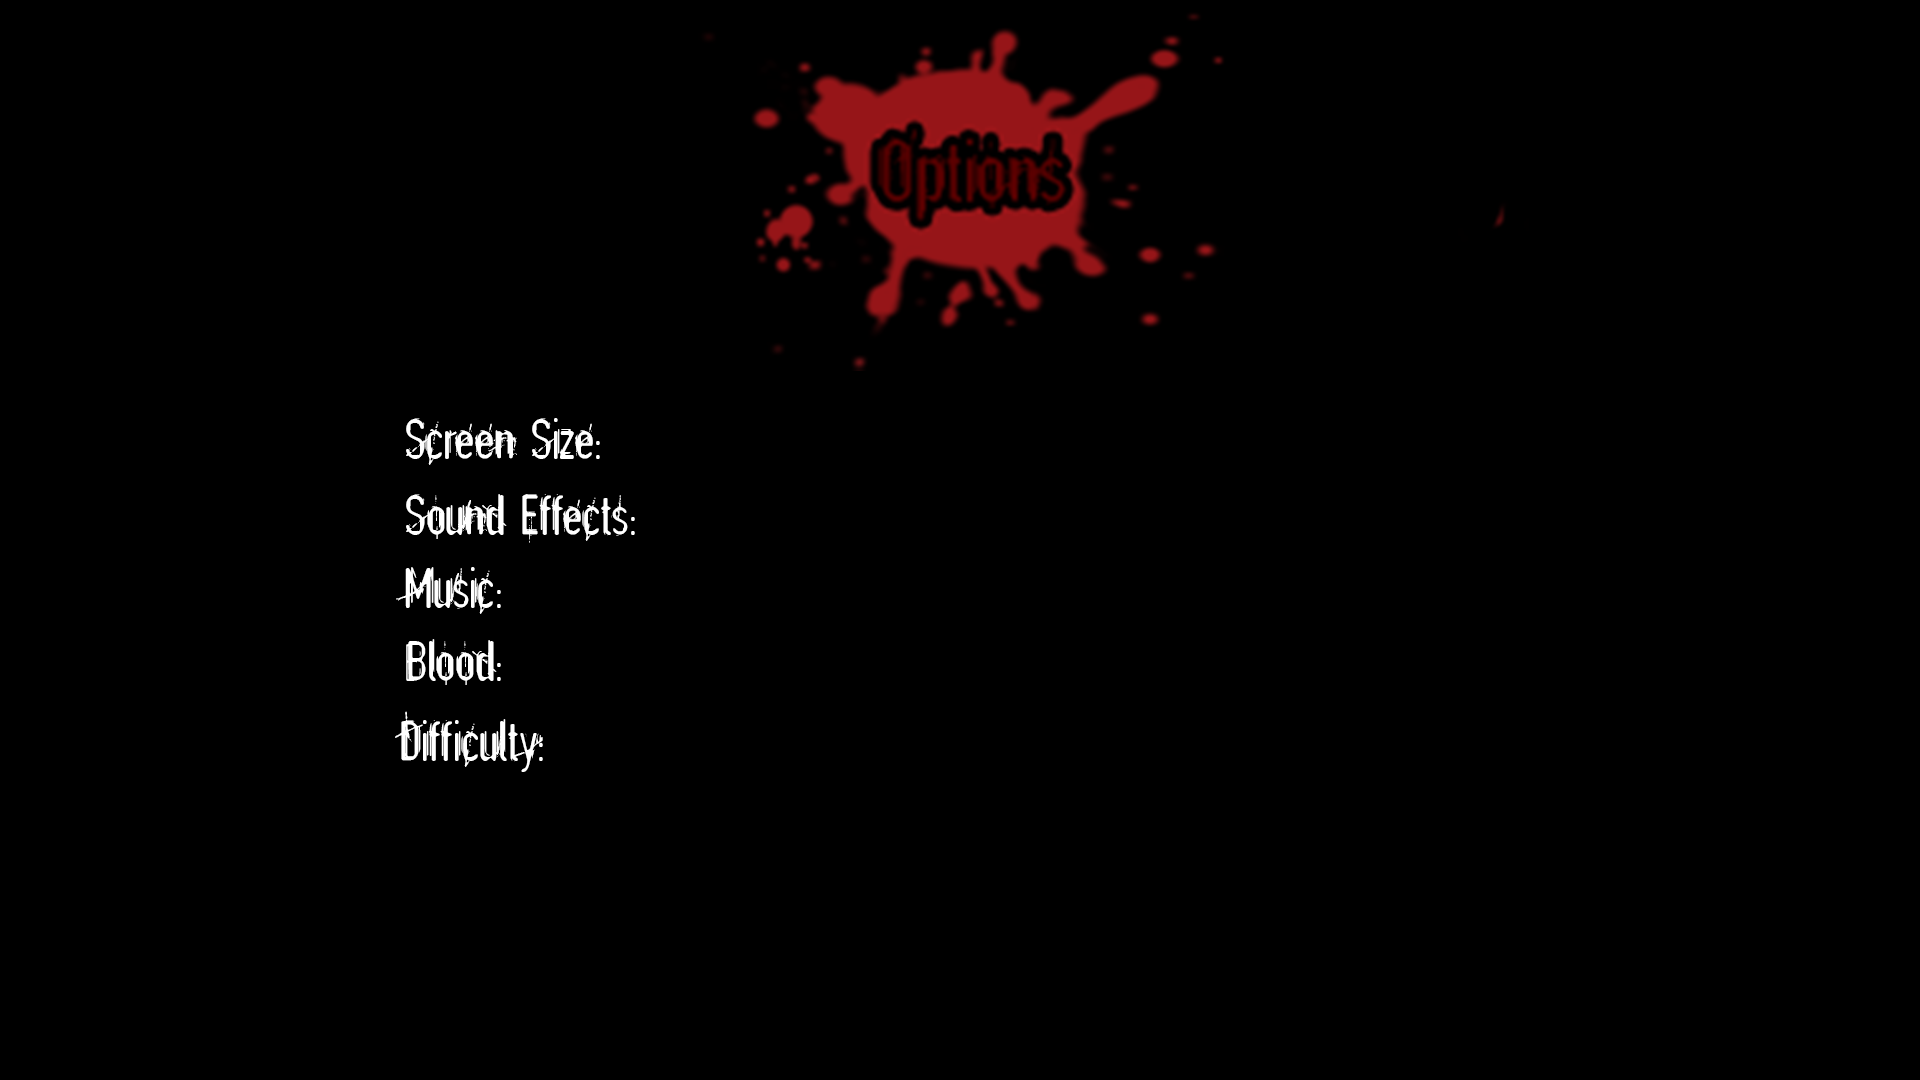 Options
Screen Size:
Sound Effects:
Music:
Blood:
Difficulty: